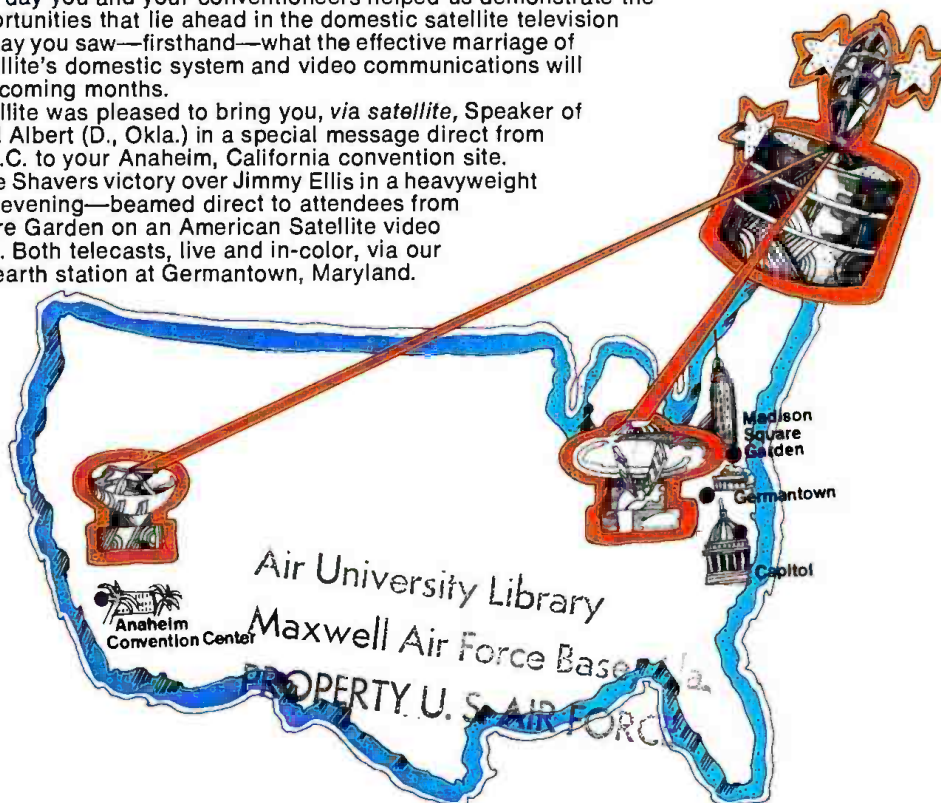 day you and your conventioneers helped us demonstrate the
ortunities that lie ahead in the domestic satellite television
ay you saw—firsthand—what the effective marriage of
llite's domestic system and video communications will
coming months.
llite was pleased to bring you, via satellite, Speaker of
Albert (D., Okla.) in a special message direct from
.C. to your Anaheim, California convention site.
e Shavers victory over Jimmy Ellis in a heavyweight
evening—beamed direct to attendees from
re Garden on an American Satellite video
. Both telecasts, live and in-color, via our
earth station at Germantown, Maryland.
Madison
Square
Garden
Germantown
Capitol
Anaheim
Convention Center
Air University Library
Maxwell Air Force Base, Ala.
PROPERTY U. S. AIR FORCE